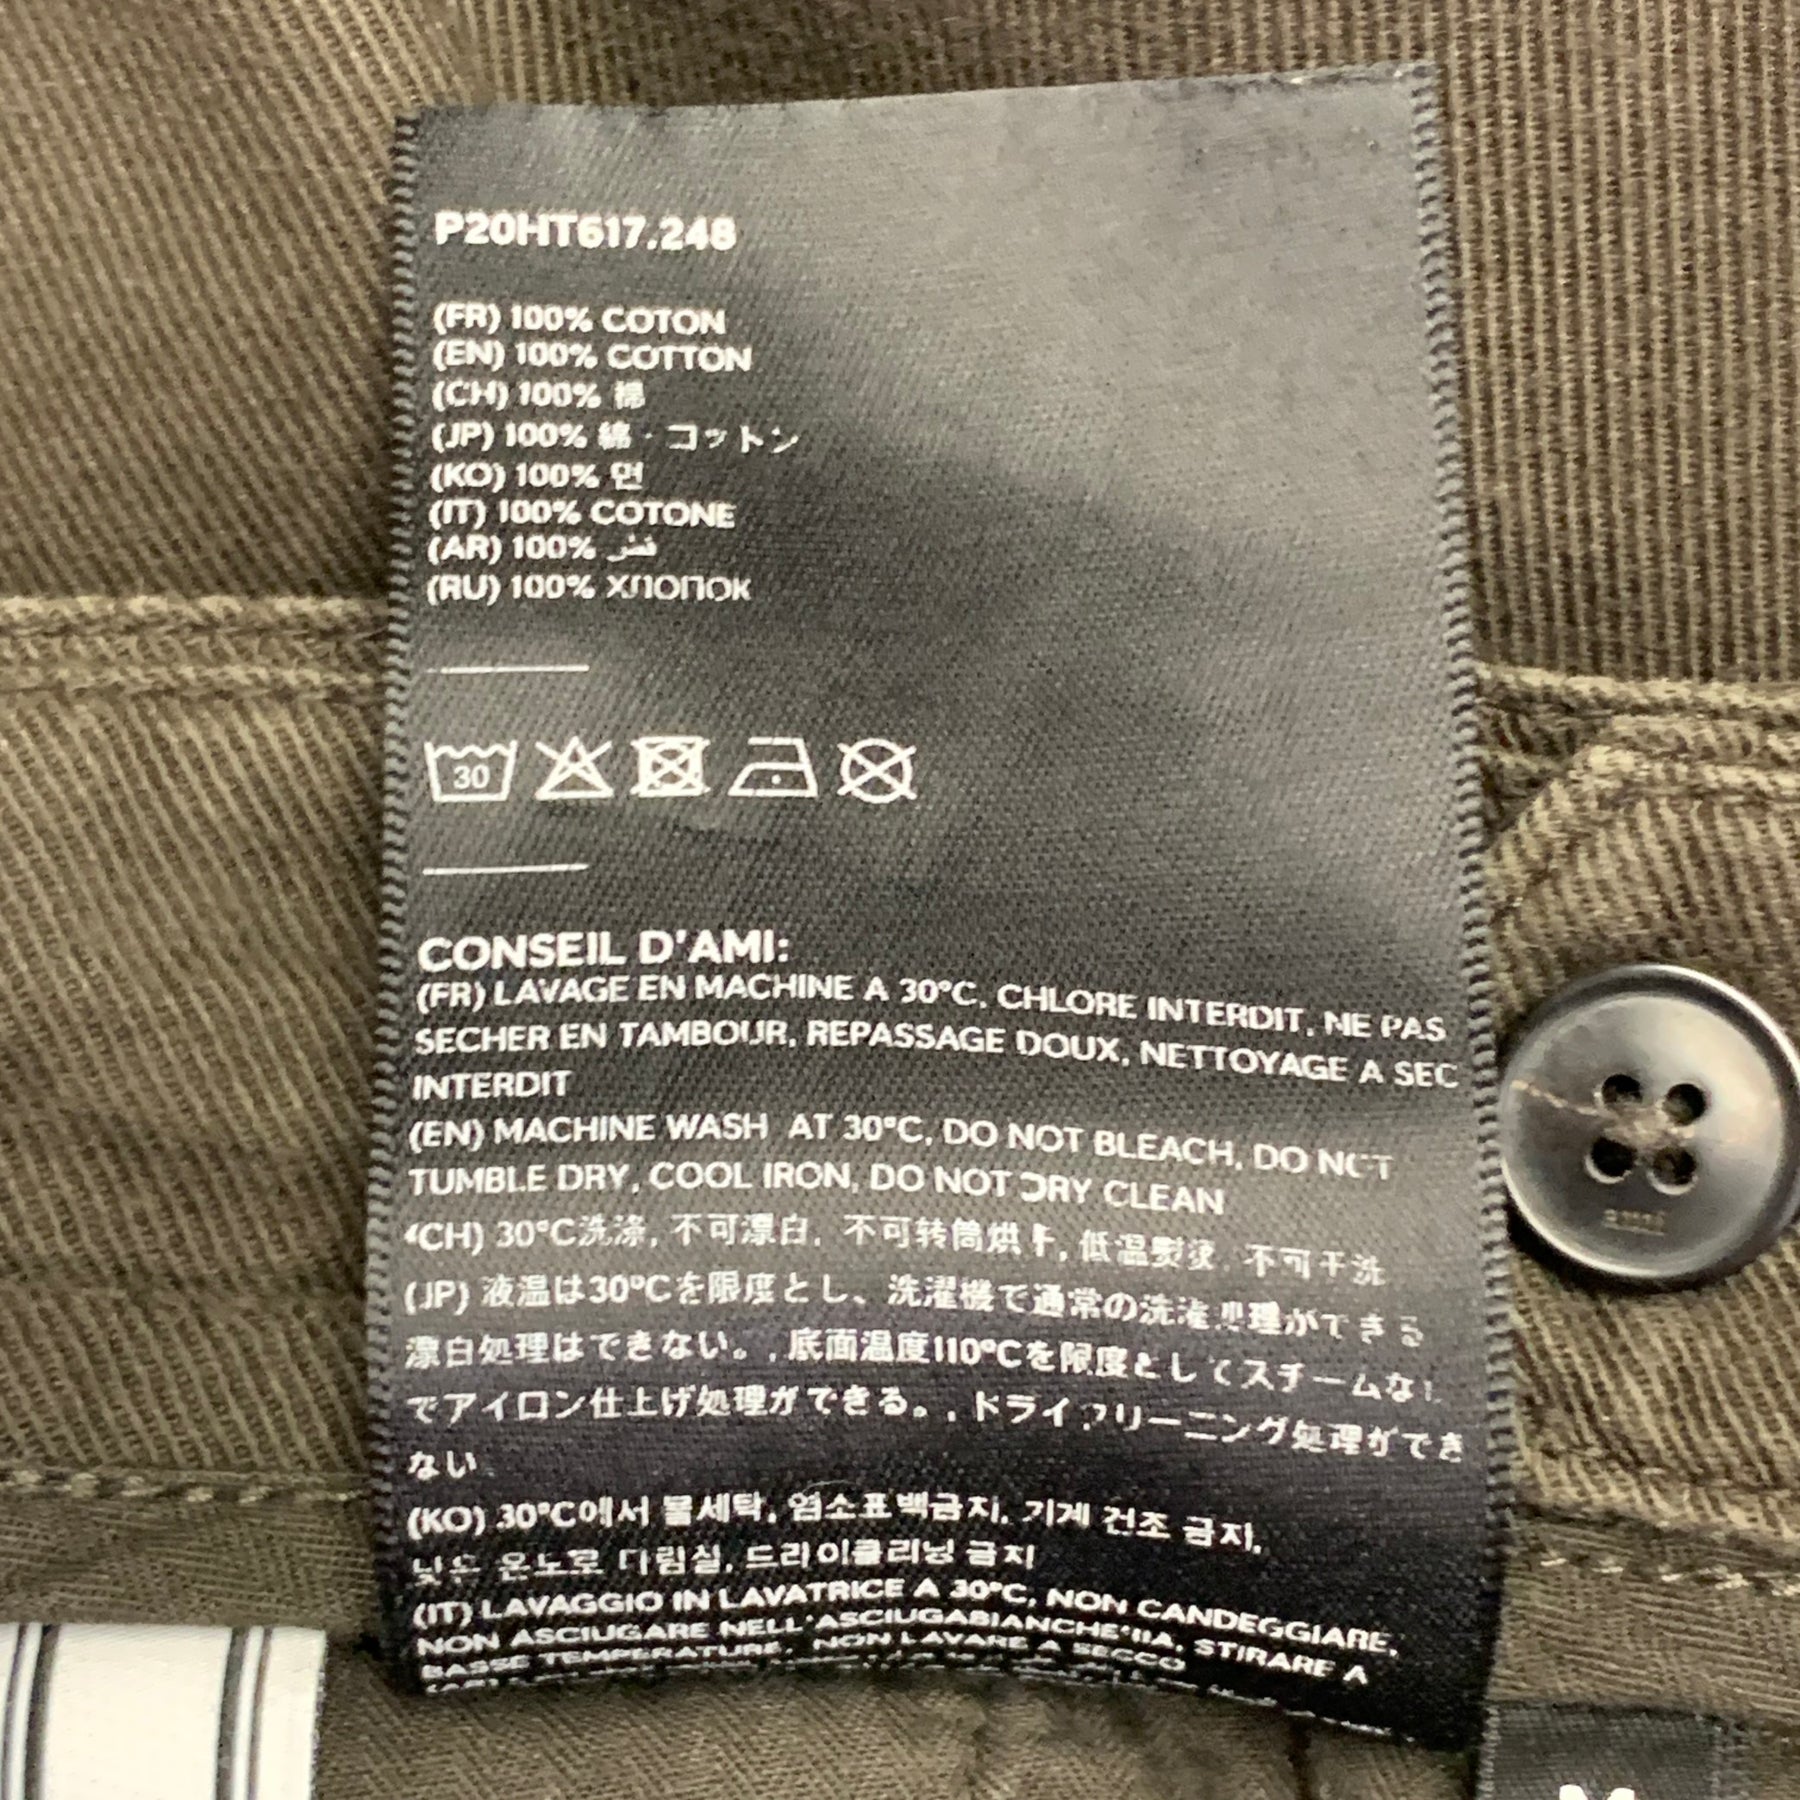 P20HT617.248
(FR) 100% COTON
(EN) 100% COTTON
(CH) 100% 棉
(JP) 100% 綿・コットン
(KO) 100% 면
(IT) 100% COTONE
(AR) 100%
(RU) 100% ХЛОПОК
30
CONSEIL D'AMI:
(FR) LAVAGE EN MACHINE A 30°C, CHLORE INTERDIT, NE PAS
SECHER EN TAMBOUR, REPASSAGE DOUX, NETTOYAGE A SEC
INTERDIT
(EN) MACHINE WASH AT 30°C, DO NOT BLEACH, DO NOT
TUMBLE DRY, COOL IRON, DO NOT DRY CLEAN
(CH) 30°C洗涤, 不可漂白, 不可转筒烘干, 低温熨烫, 不可干洗
(JP) 液温は30°Cを限度とし、洗濯機で通常の洗濯処理ができる
漂白処理はできない。, 底面温度110°Cを限度としてスチームなし
でアイロン仕上げ処理ができる。, ドライクリーニング処理ができ
ない
(KO) 30°C에서 물세탁, 염소표백금지, 기계 건조 금지,
낮은 온도로 다림질, 드라이클리닝 금지
(IT) LAVAGGIO IN LAVATRICE A 30°C, NON CANDEGGIARE,
NON ASCIUGARE NELL'ASCIUGABIANCHERIA, STIRARE A
BASSE TEMPERATURE, NON LAVARE A SECCO
ami
M